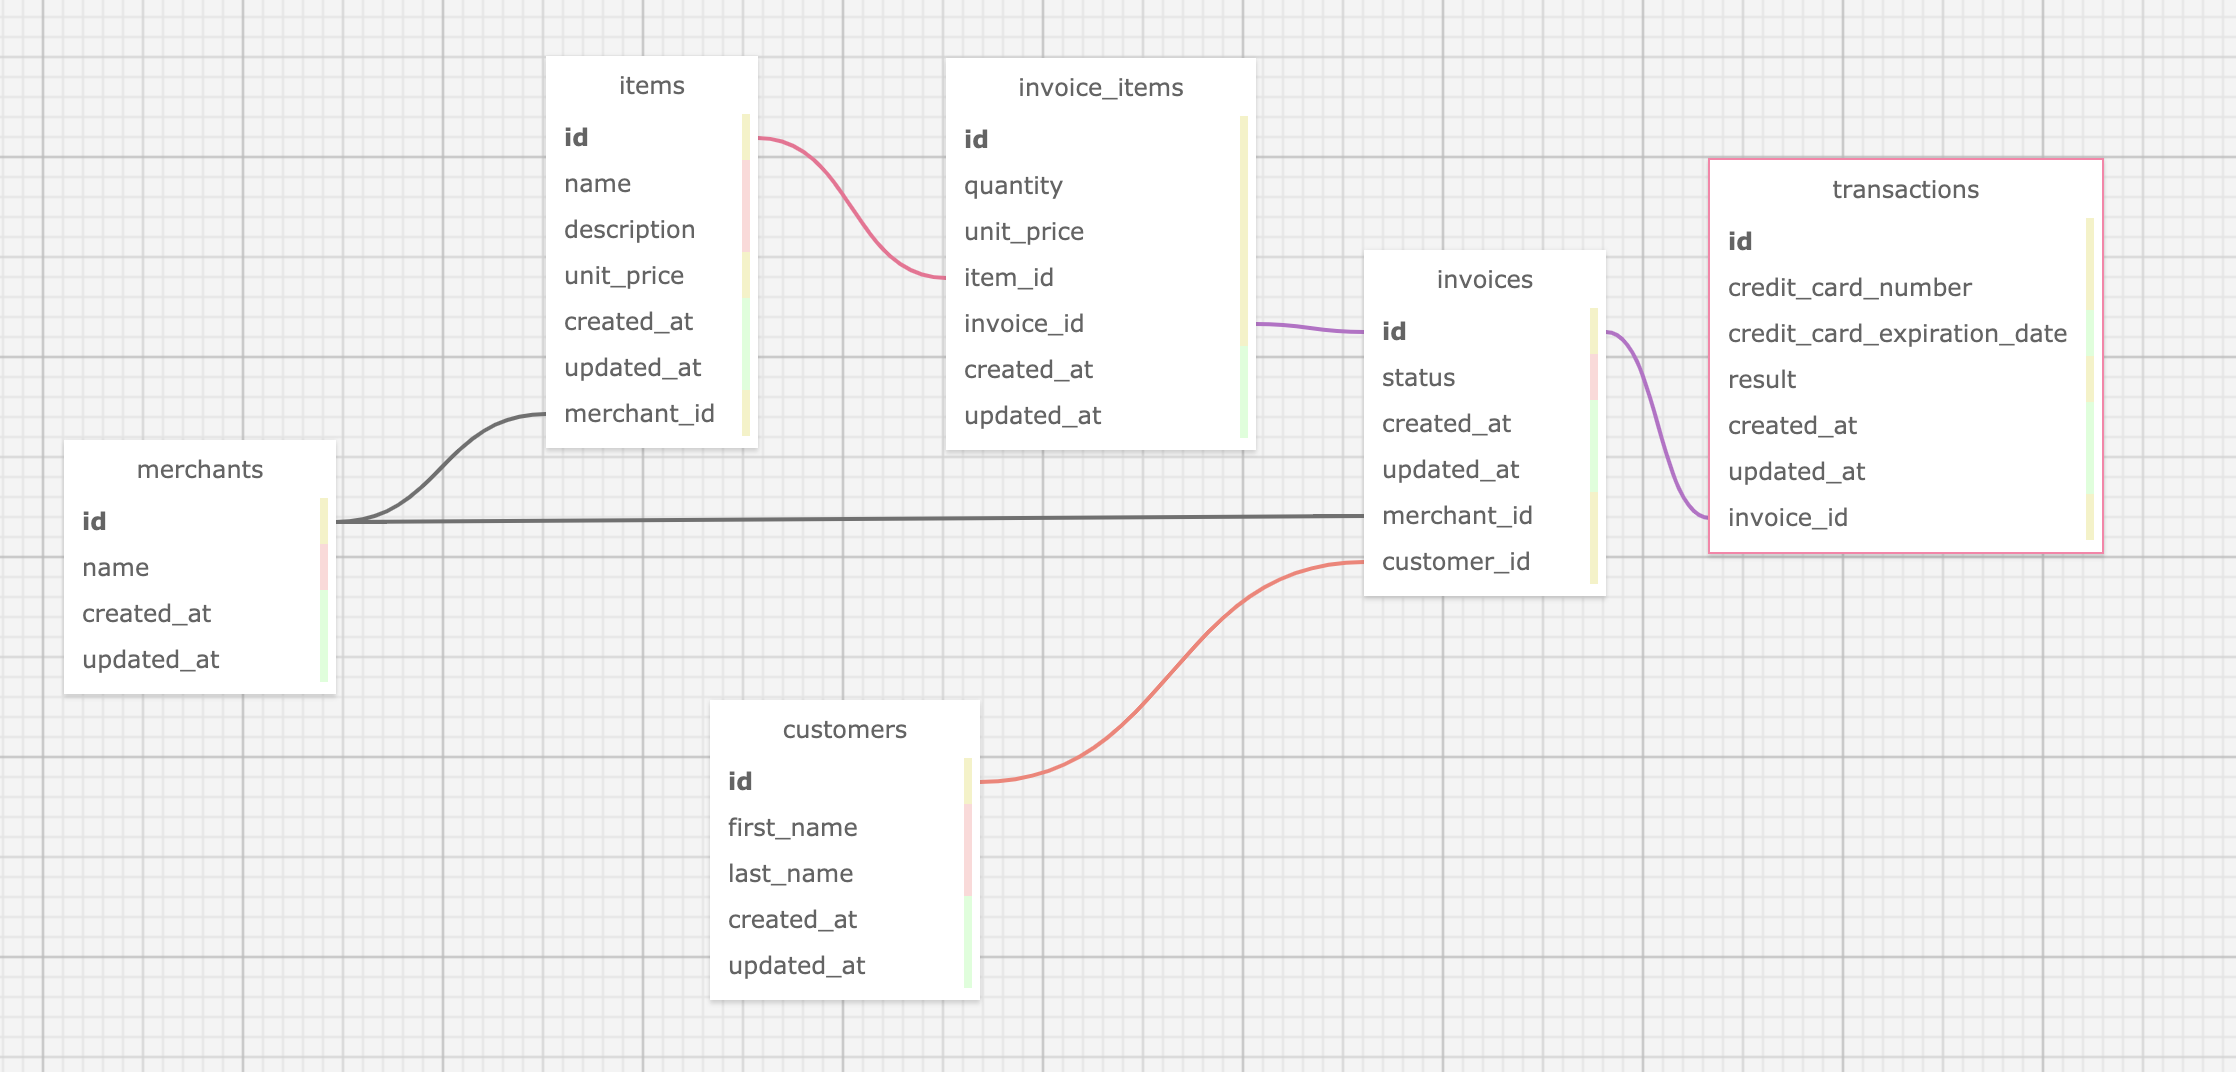 items
id
name
description
unit_price
created_at
updated_at
merchant_id
invoice_items
id
quantity
unit_price
item_id
invoice_id
created_at
updated_at
transactions
id
credit_card_number
credit_card_expiration_date
result
created_at
updated_at
invoice_id
invoices
id
status
created_at
updated_at
merchant_id
customer_id
merchants
id
name
created_at
updated_at
customers
id
first_name
last_name
created_at
updated_at